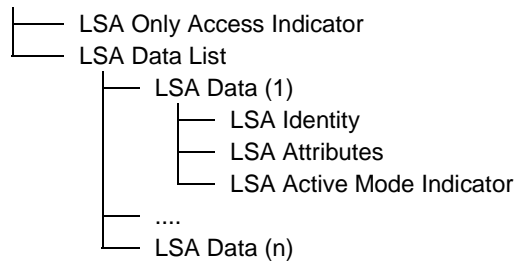 LSA Only Access Indicator
LSA Data List
LSA Data (1)
LSA Identity
LSA Attributes
LSA Active Mode Indicator
....
LSA Data (n)